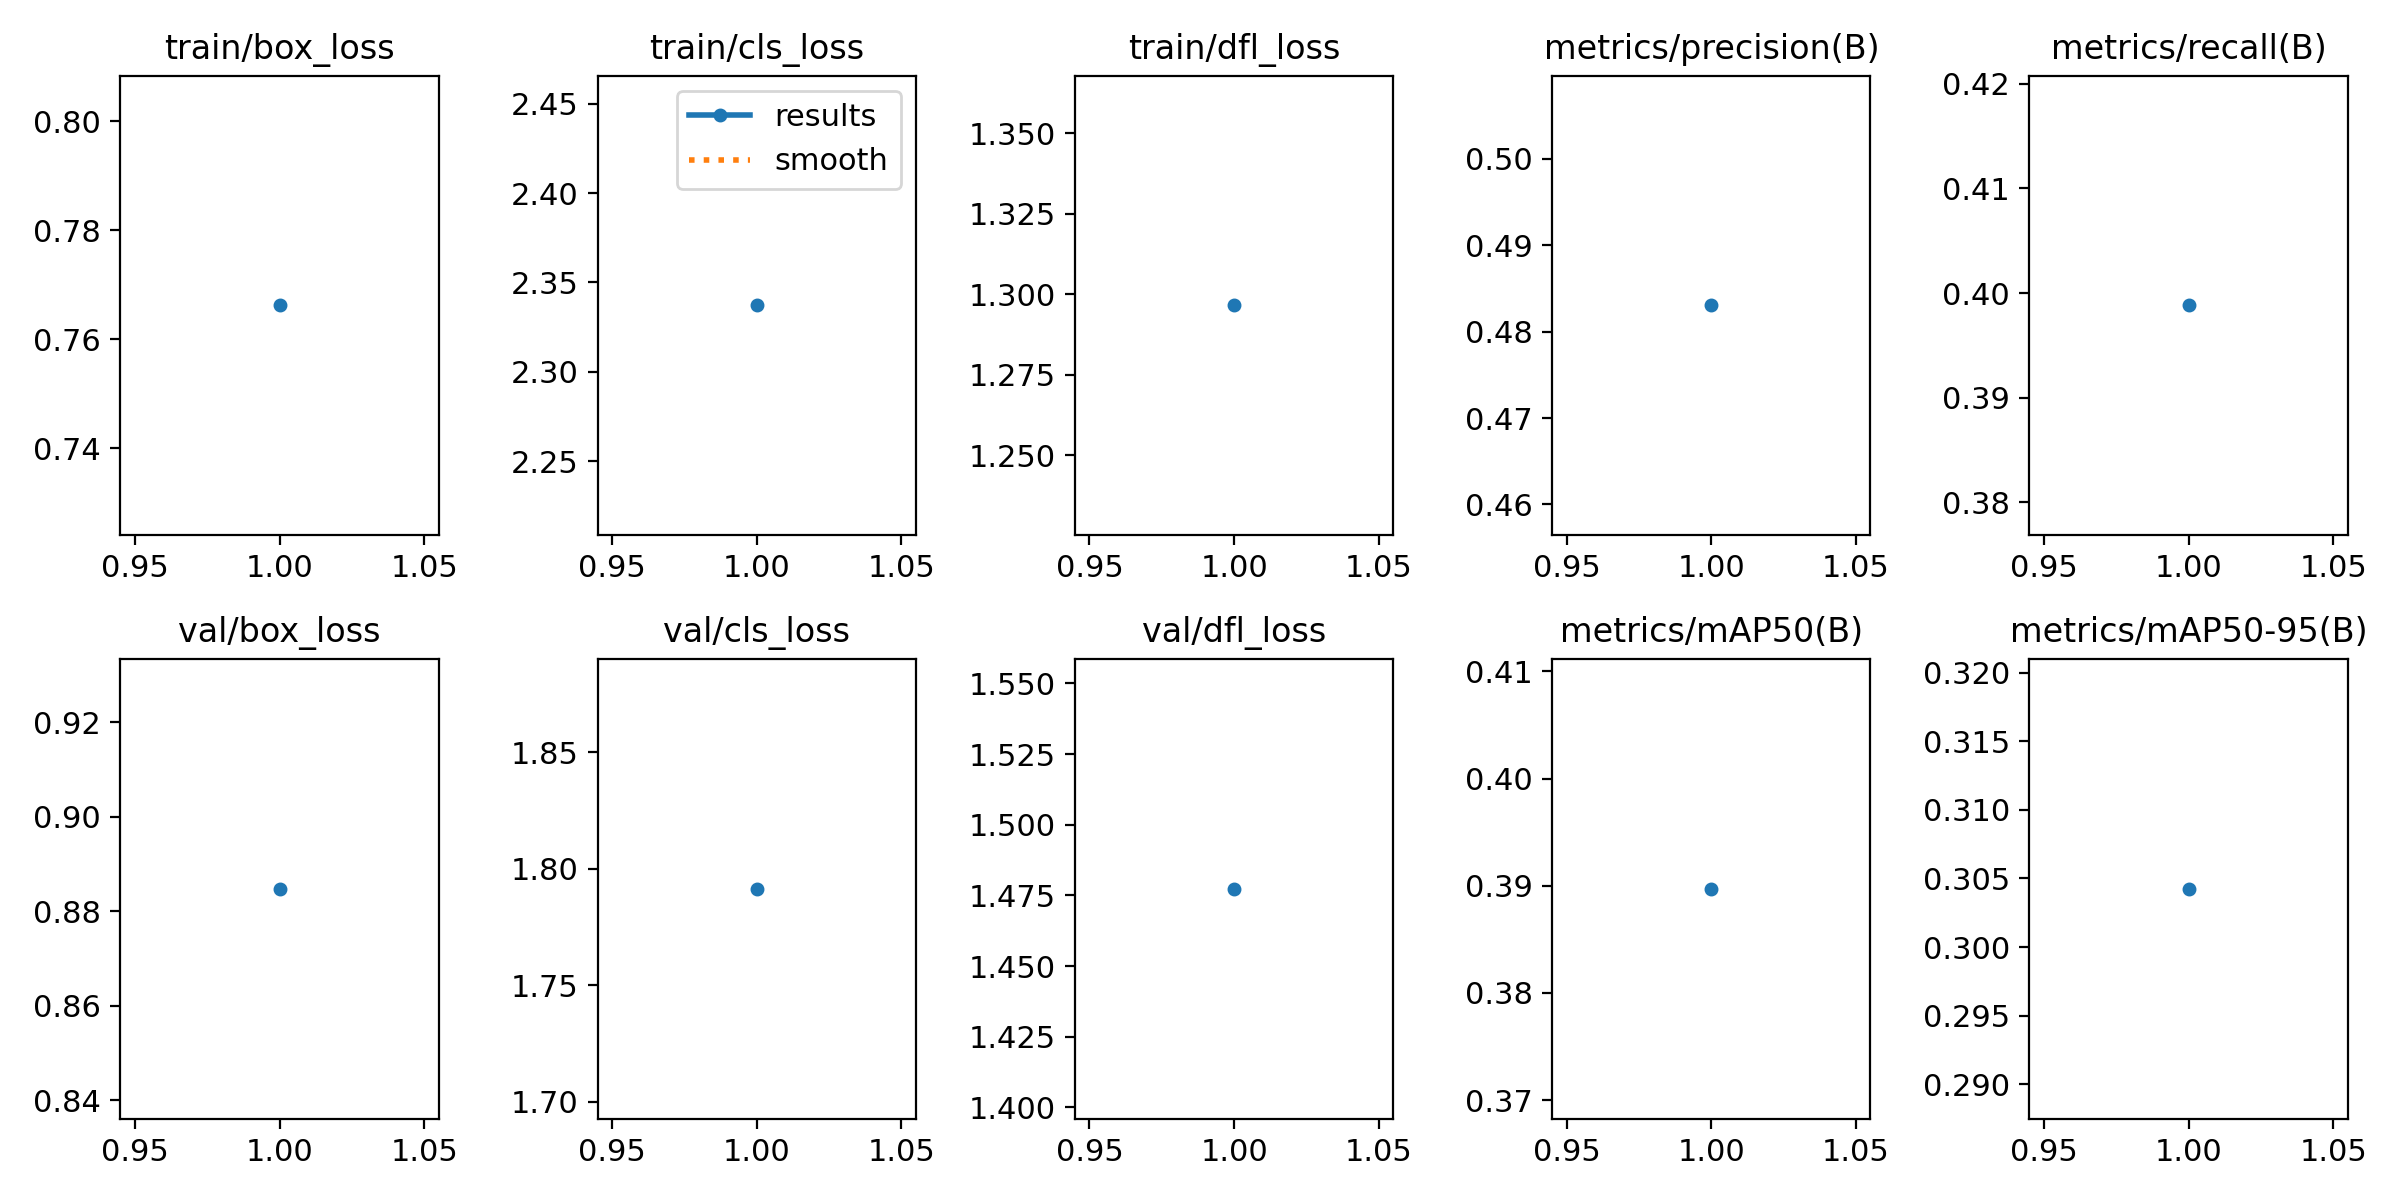 train/box_loss
0.80
0.78
0.76
0.74
0.95 1.00 1.05
train/cls_loss
results
smooth
2.45
2.40
2.35
2.30
2.25
0.95 1.00 1.05
train/dfl_loss
1.350
1.325
1.300
1.275
1.250
0.95 1.00 1.05
metrics/precision(B)
0.50
0.49
0.48
0.47
0.46
0.95 1.00 1.05
metrics/recall(B)
0.42
0.41
0.40
0.39
0.38
0.95 1.00 1.05
val/box_loss
0.92
0.90
0.88
0.86
0.84
0.95 1.00 1.05
val/cls_loss
1.85
1.80
1.75
1.70
0.95 1.00 1.05
val/dfl_loss
1.550
1.525
1.500
1.475
1.450
1.425
1.400
0.95 1.00 1.05
metrics/mAP50(B)
0.41
0.40
0.39
0.38
0.37
0.95 1.00 1.05
metrics/mAP50-95(B)
0.320
0.315
0.310
0.305
0.300
0.295
0.290
0.95 1.00 1.05